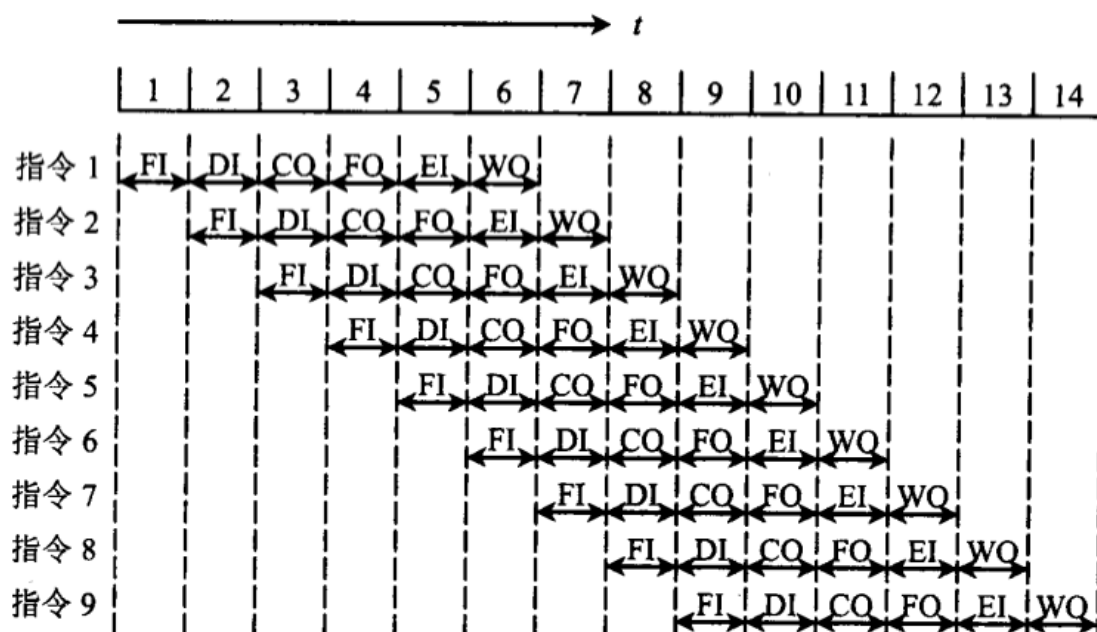 t
1 2 3 4 5 6 7 8 9 10 11 12 13 14
指令 1 FI DI CO FO EI WO
指令 2 FI DI CO FO EI WO
指令 3 FI DI CO FO EI WO
指令 4 FI DI CO FO EI WO
指令 5 FI DI CO FO EI WO
指令 6 FI DI CO FO EI WO
指令 7 FI DI CO FO EI WO
指令 8 FI DI CO FO EI WO
指令 9 FI DI CO FO EI WO